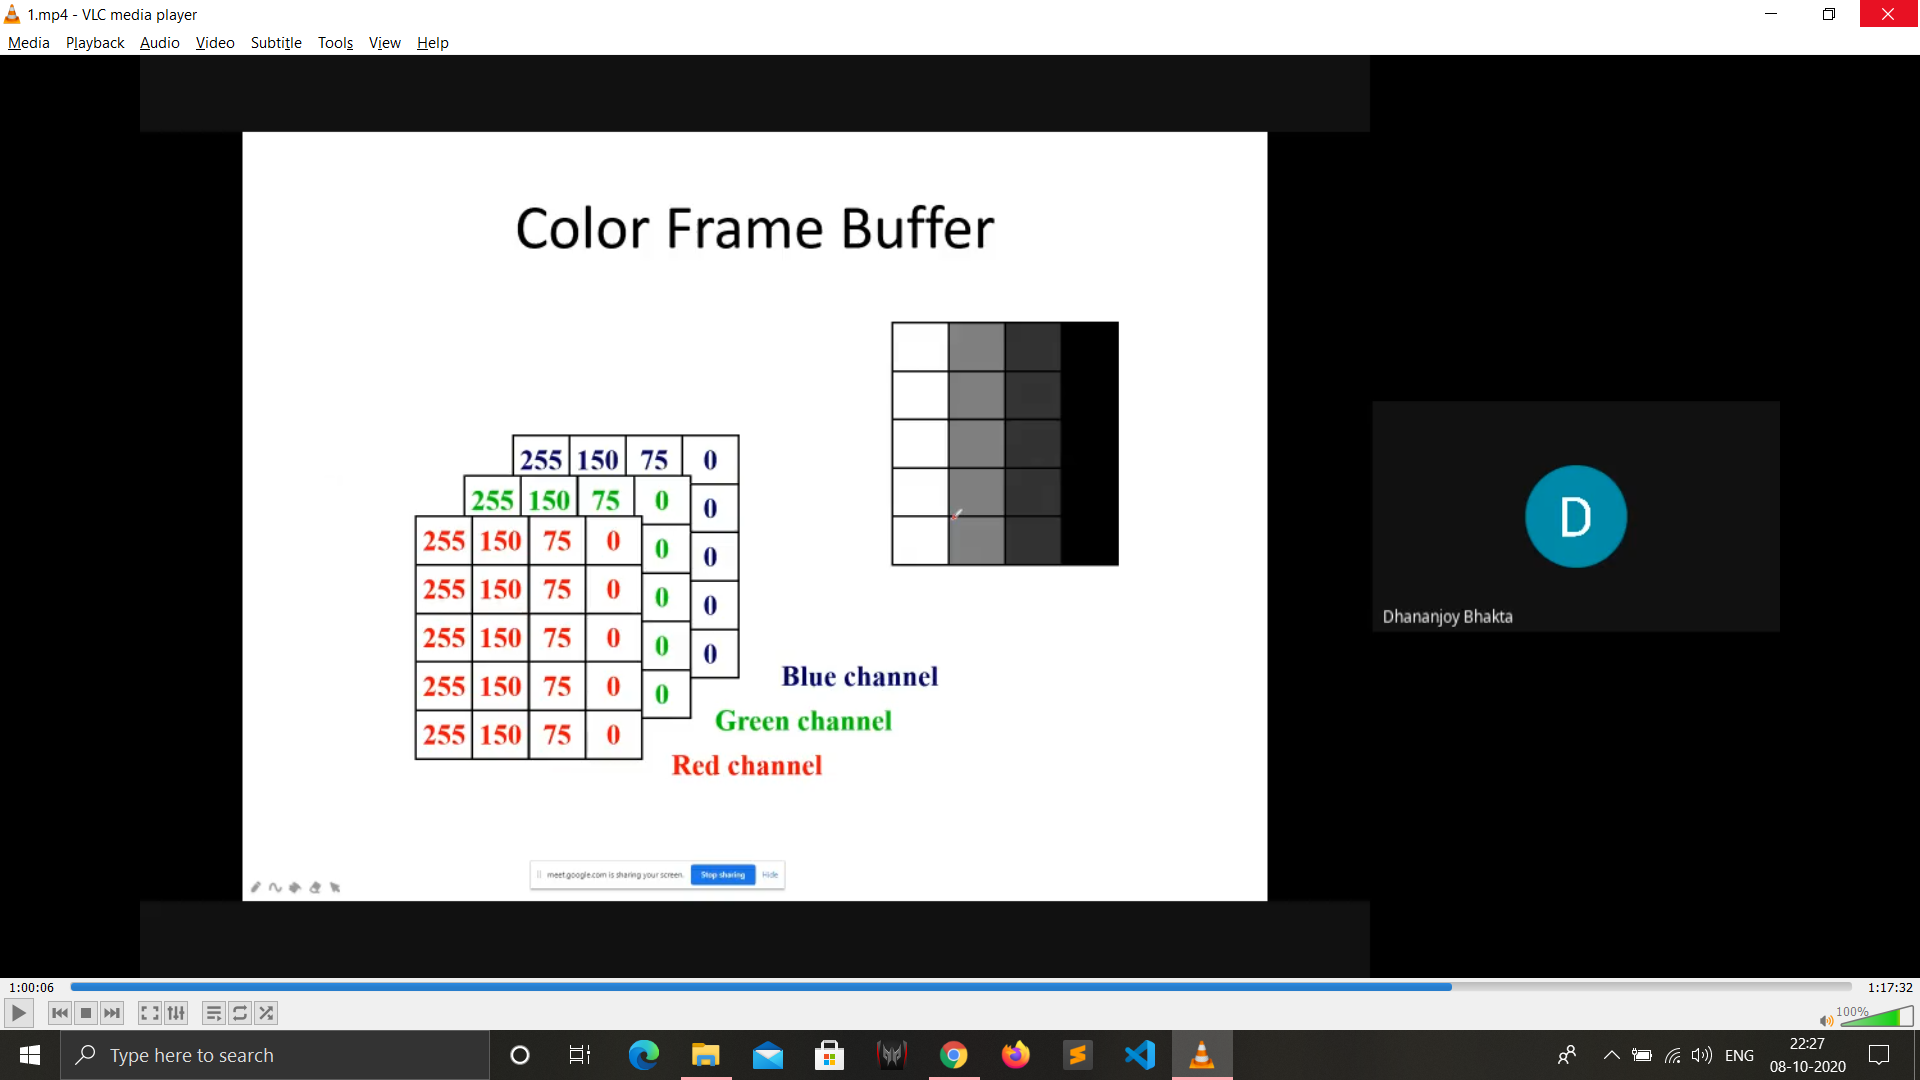 1.mp4 - VLC media player
Media Playback Audio Video Subtitle Tools View Help
Color Frame Buffer
255 150 75 0
255 150 75 0
0
255 150 75 0
0
0
255 150 75 0
0
0
255 150 75 0
0
0
255 150 75 0
0
255 150 75 0
Blue channel
Green channel
Red channel
D
Dhananjoy Bhakta
meet.google.com is sharing your screen.
Stop sharing
Hide
1:00:06
1:17:32
100%
Type here to search
ENG
22:27
08-10-2020